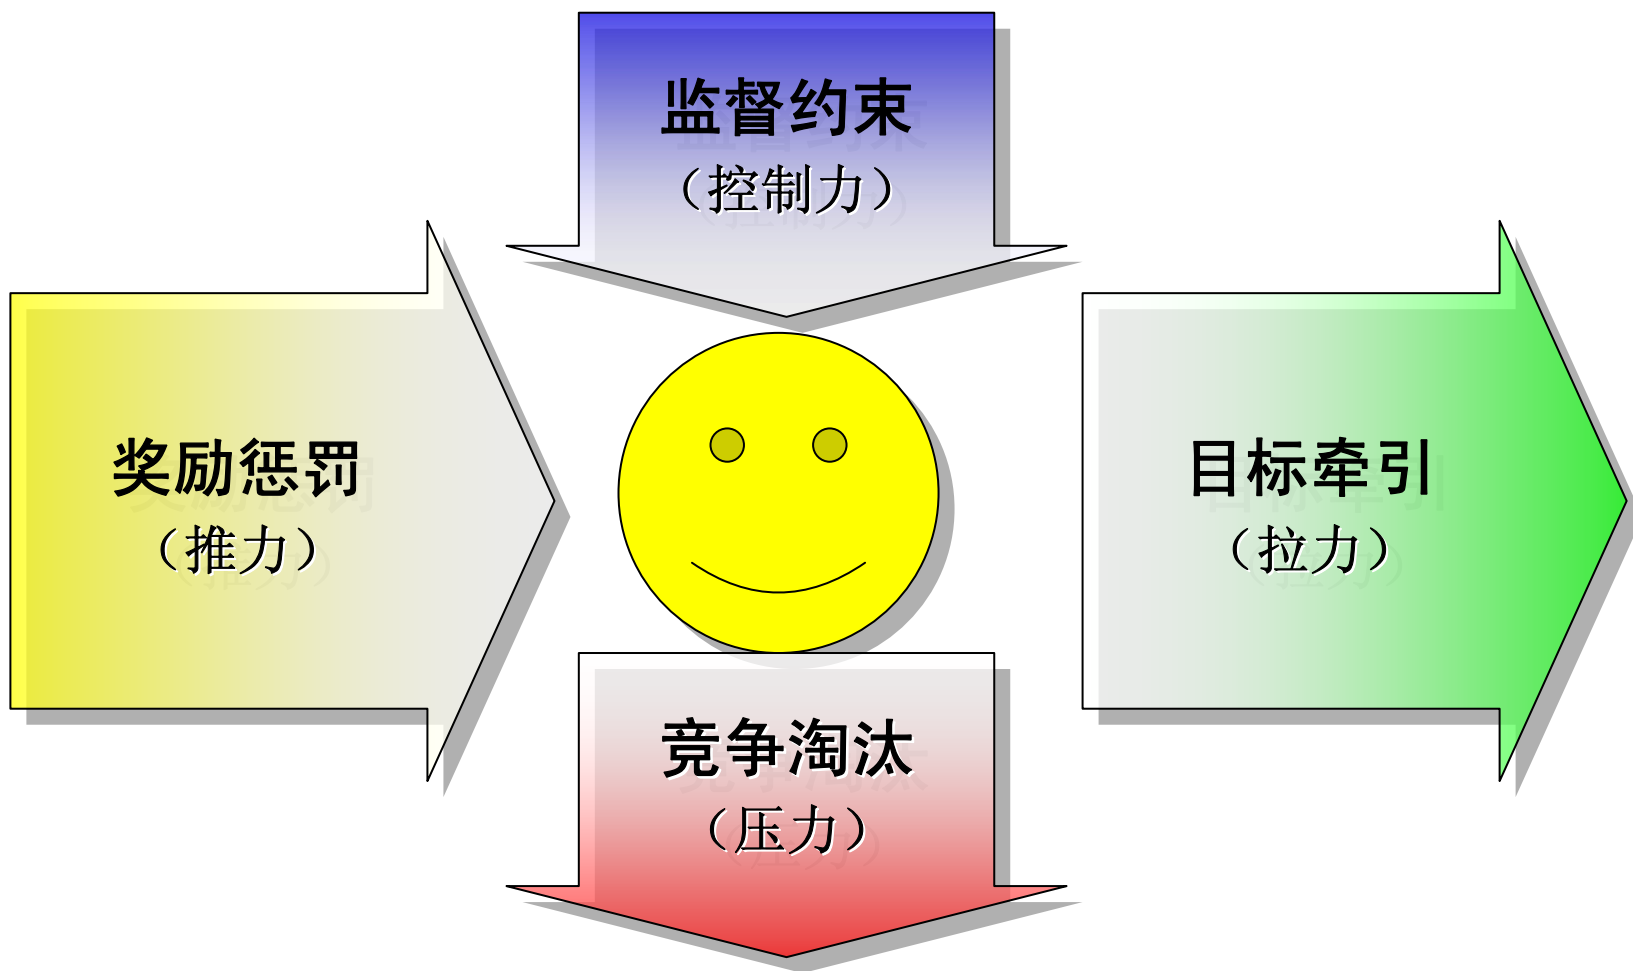 监督约束
（控制力）
奖励惩罚
（推力）
目标牵引
（拉力）
竞争淘汰
（压力）